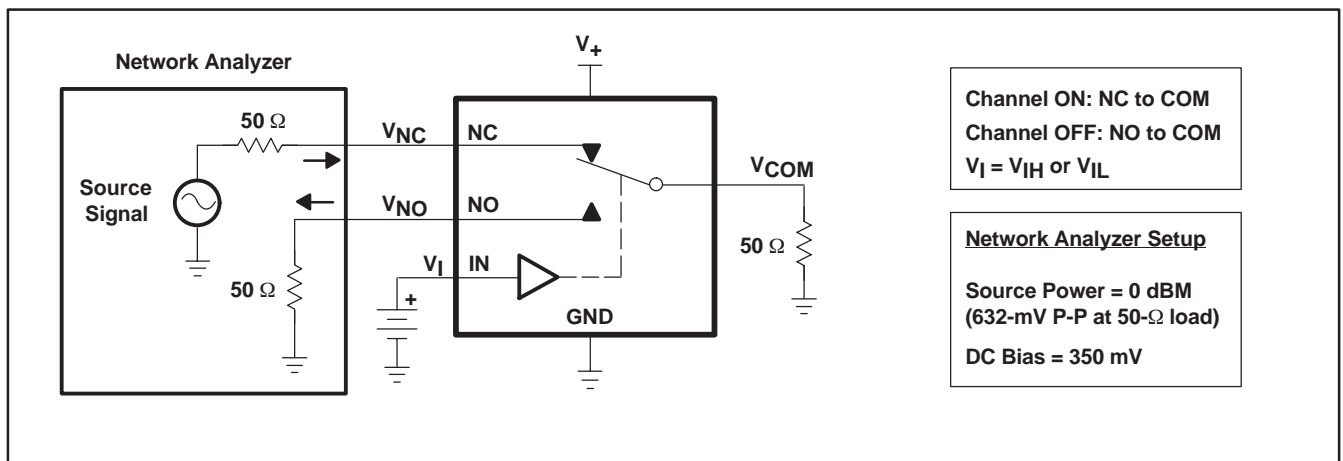 V+
Network Analyzer
50 Ω
VNC
NC
Source
Signal
VNO
NO
50 Ω
VI
IN
+
GND
VCOM
50 Ω
Channel ON: NC to COM
Channel OFF: NO to COM
VI = VIH or VIL
Network Analyzer Setup
Source Power = 0 dBM
(632-mV P-P at 50-Ω load)
DC Bias = 350 mV